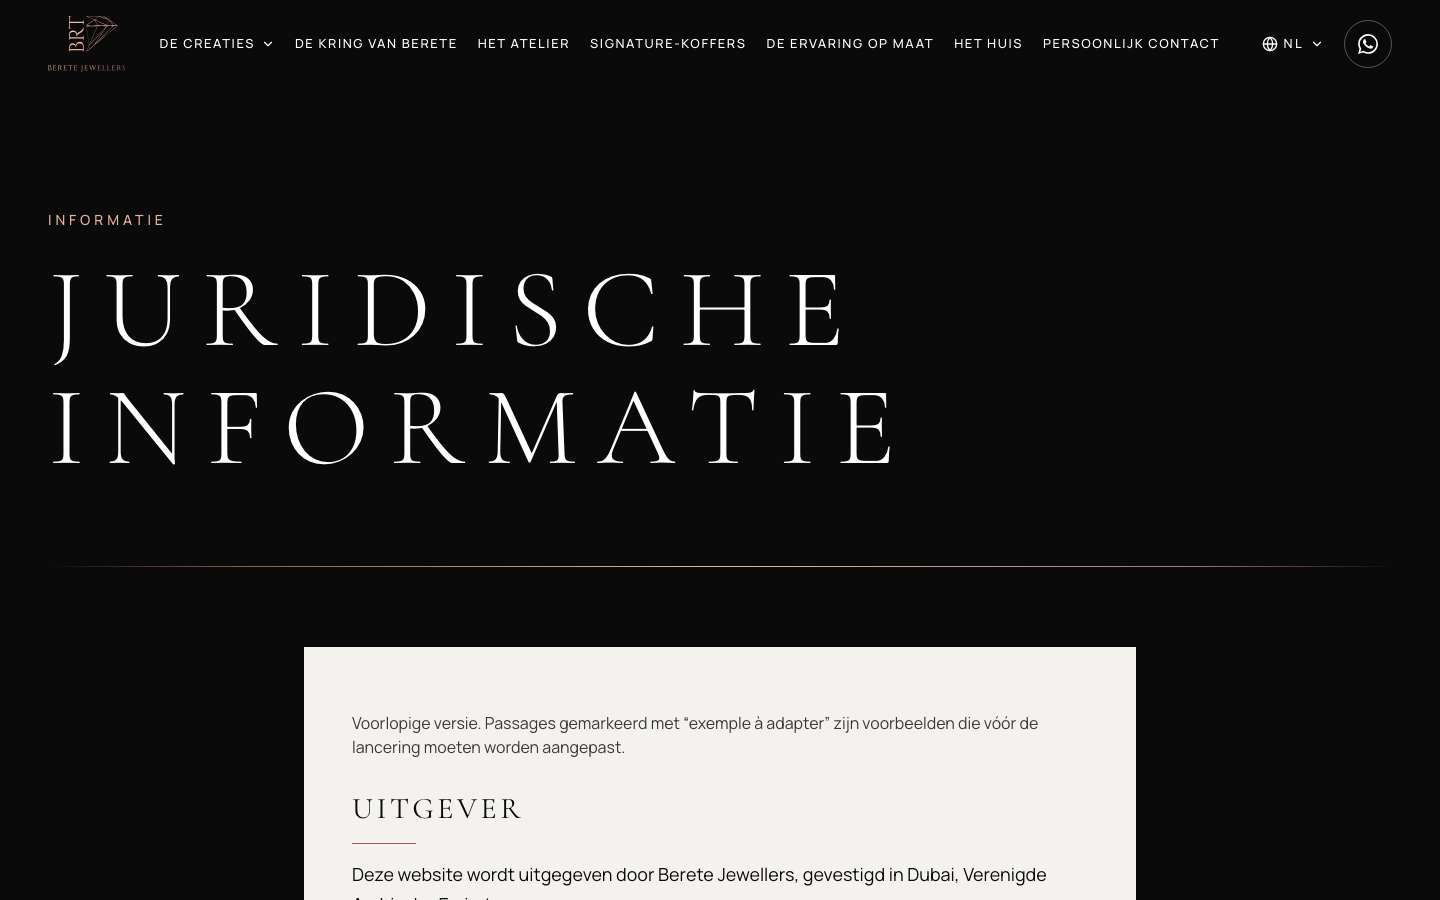 BRT
BERETE JEWELLERS
DE CREATIES
DE KRING VAN BERETE
HET ATELIER
SIGNATURE-KOFFERS
DE ERVARING OP MAAT
HET HUIS
PERSOONLIJK CONTACT
NL
INFORMATIE
JURIDISCHE
INFORMATIE
Voorlopige versie. Passages gemarkeerd met “exemple à adapter” zijn voorbeelden die vóór de
lancering moeten worden aangepast.
UITGEVER
Deze website wordt uitgegeven door Berete Jewellers, gevestigd in Dubai, Verenigde